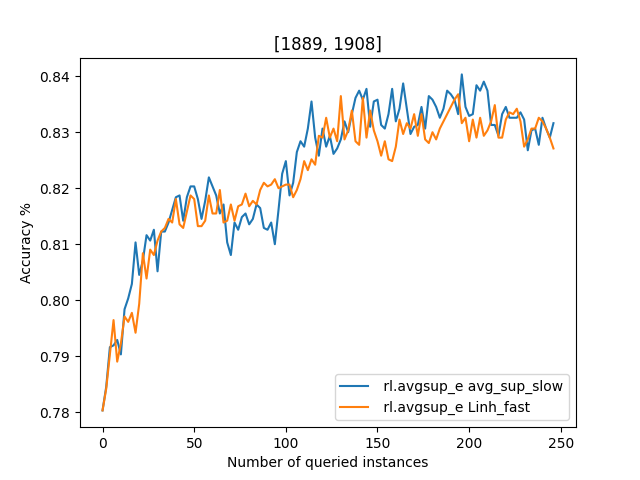 [1889, 1908]
0.84
0.83
0.82
0.81
0.80
0.79
0.78
Accuracy %
rl.avgsup_e avg_sup_slow
rl.avgsup_e Linh_fast
0 50 100 150 200 250
Number of queried instances